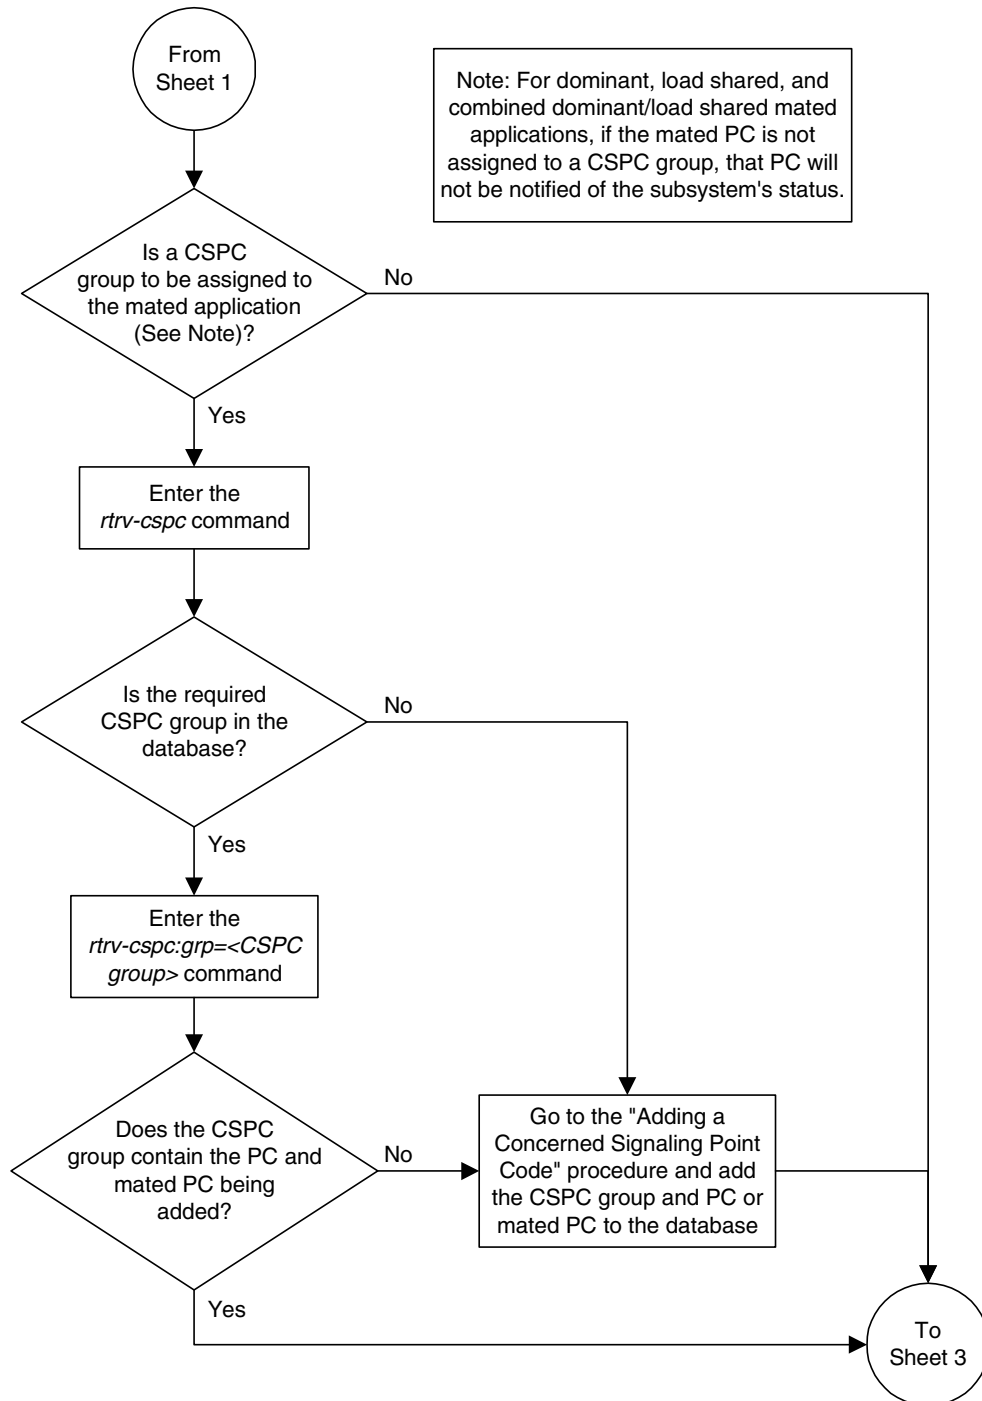 From
Sheet 1
Note: For dominant, load shared, and
combined dominant/load shared mated
applications, if the mated PC is not
assigned to a CSPC group, that PC will
not be notified of the subsystem's status.
Is a CSPC
group to be assigned to
the mated application
(See Note)?
No
Yes
Enter the
rtrv-cspc command
Is the required
CSPC group in the
database?
No
Yes
Enter the
rtrv-cspc:grp=<CSPC
group> command
Does the CSPC
group contain the PC and
mated PC being
added?
No
Go to the "Adding a
Concerned Signaling Point
Code" procedure and add
the CSPC group and PC or
mated PC to the database
Yes
To
Sheet 3